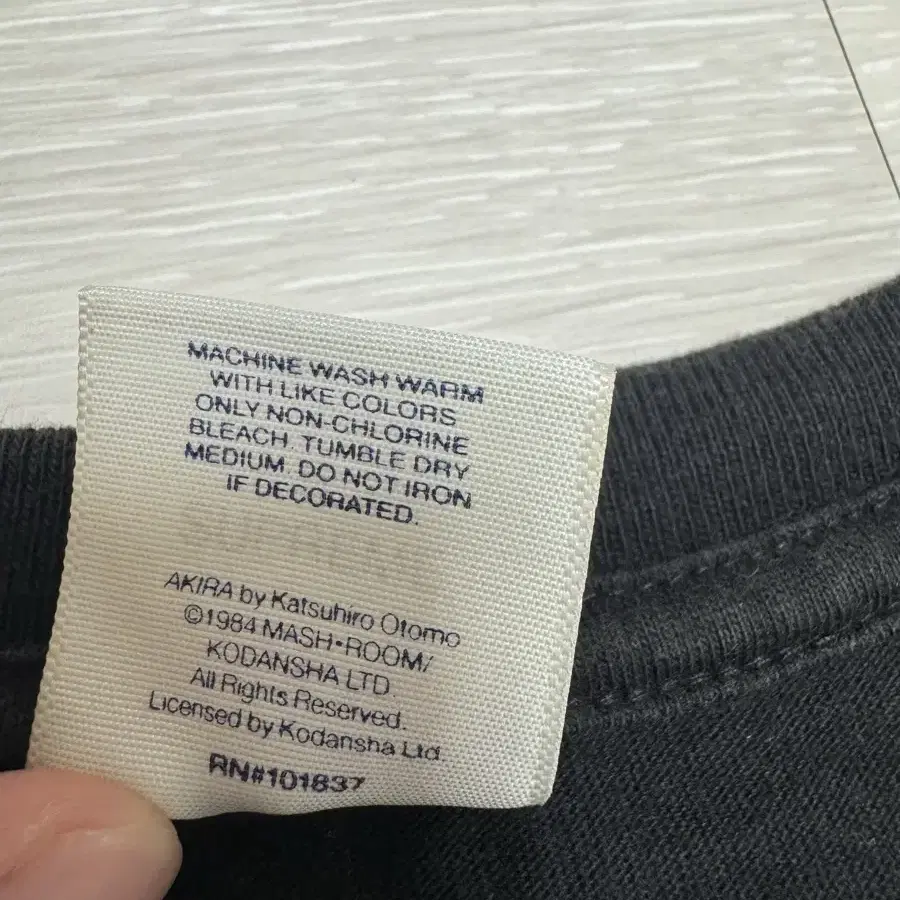 MACHINE WASH WARM
WITH LIKE COLORS
ONLY NON-CHLORINE
BLEACH. TUMBLE DRY
MEDIUM. DO NOT IRON
IF DECORATED.
AKIRA by Katsuhiro Otomo
©1984 MASH•ROOM/
KODANSHA LTD.
All Rights Reserved.
Licensed by Kodansha Ltd
RN#101837